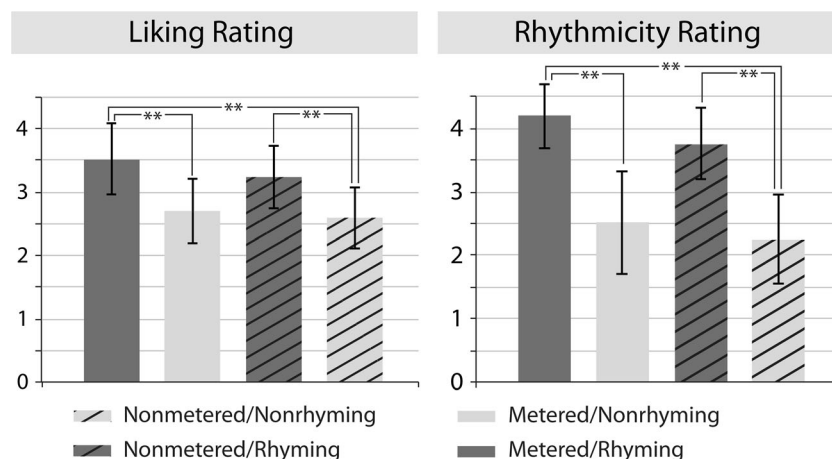 Liking Rating
Rhythmicity Rating
** ** **
** ** **
4
3
2
1
0
4
3
2
1
0
Nonmetered/Nonrhyming
Nonmetered/Rhyming
Metered/Nonrhyming
Metered/Rhyming